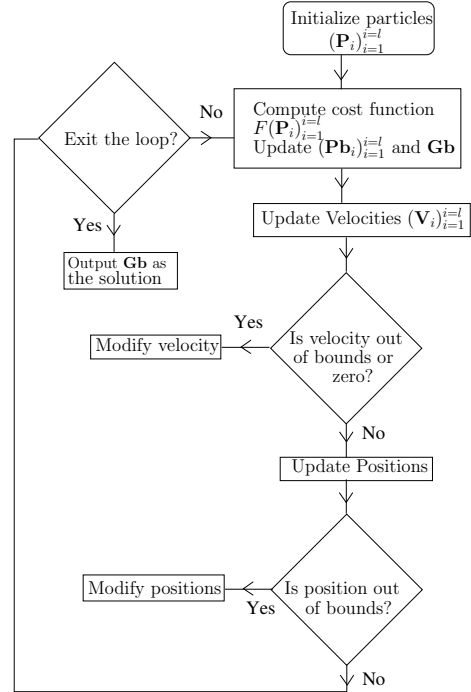 Initialize particles
(P_i)_{i=1}^{i=l}
No
Compute cost function
F(P_i)_{i=1}^{i=l}
Update (Pb_i)_{i=1}^{i=l} and Gb
Exit the loop?
Yes
Update Velocities (V_i)_{i=1}^{i=l}
Output Gb as
the solution
Yes
Is velocity out
of bounds or
zero?
Modify velocity
No
Update Positions
Is position out
of bounds?
Modify positions
Yes
No